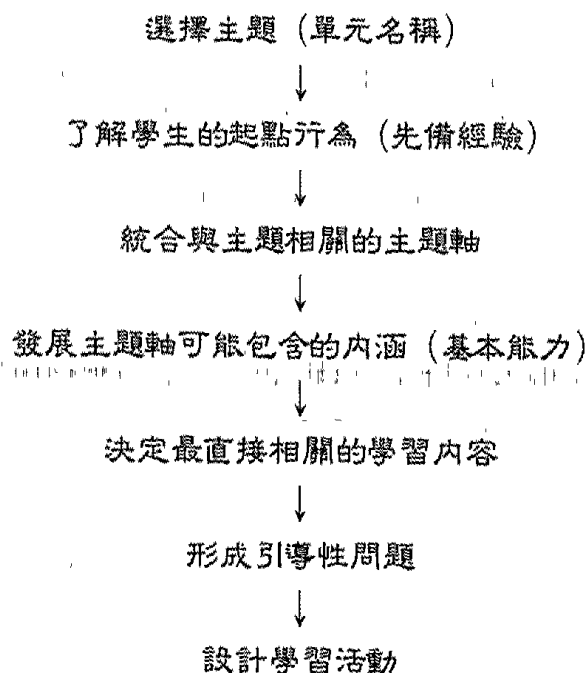 選擇主題（單元名稱）
↓
了解學生的起點行為（先備經驗）
↓
統合與主題相關的主題軸
↓
發展主題軸可能包含的內涵（基本能力）
↓
決定最直接相關的學習內容
↓
形成引導性問題
↓
設計學習活動